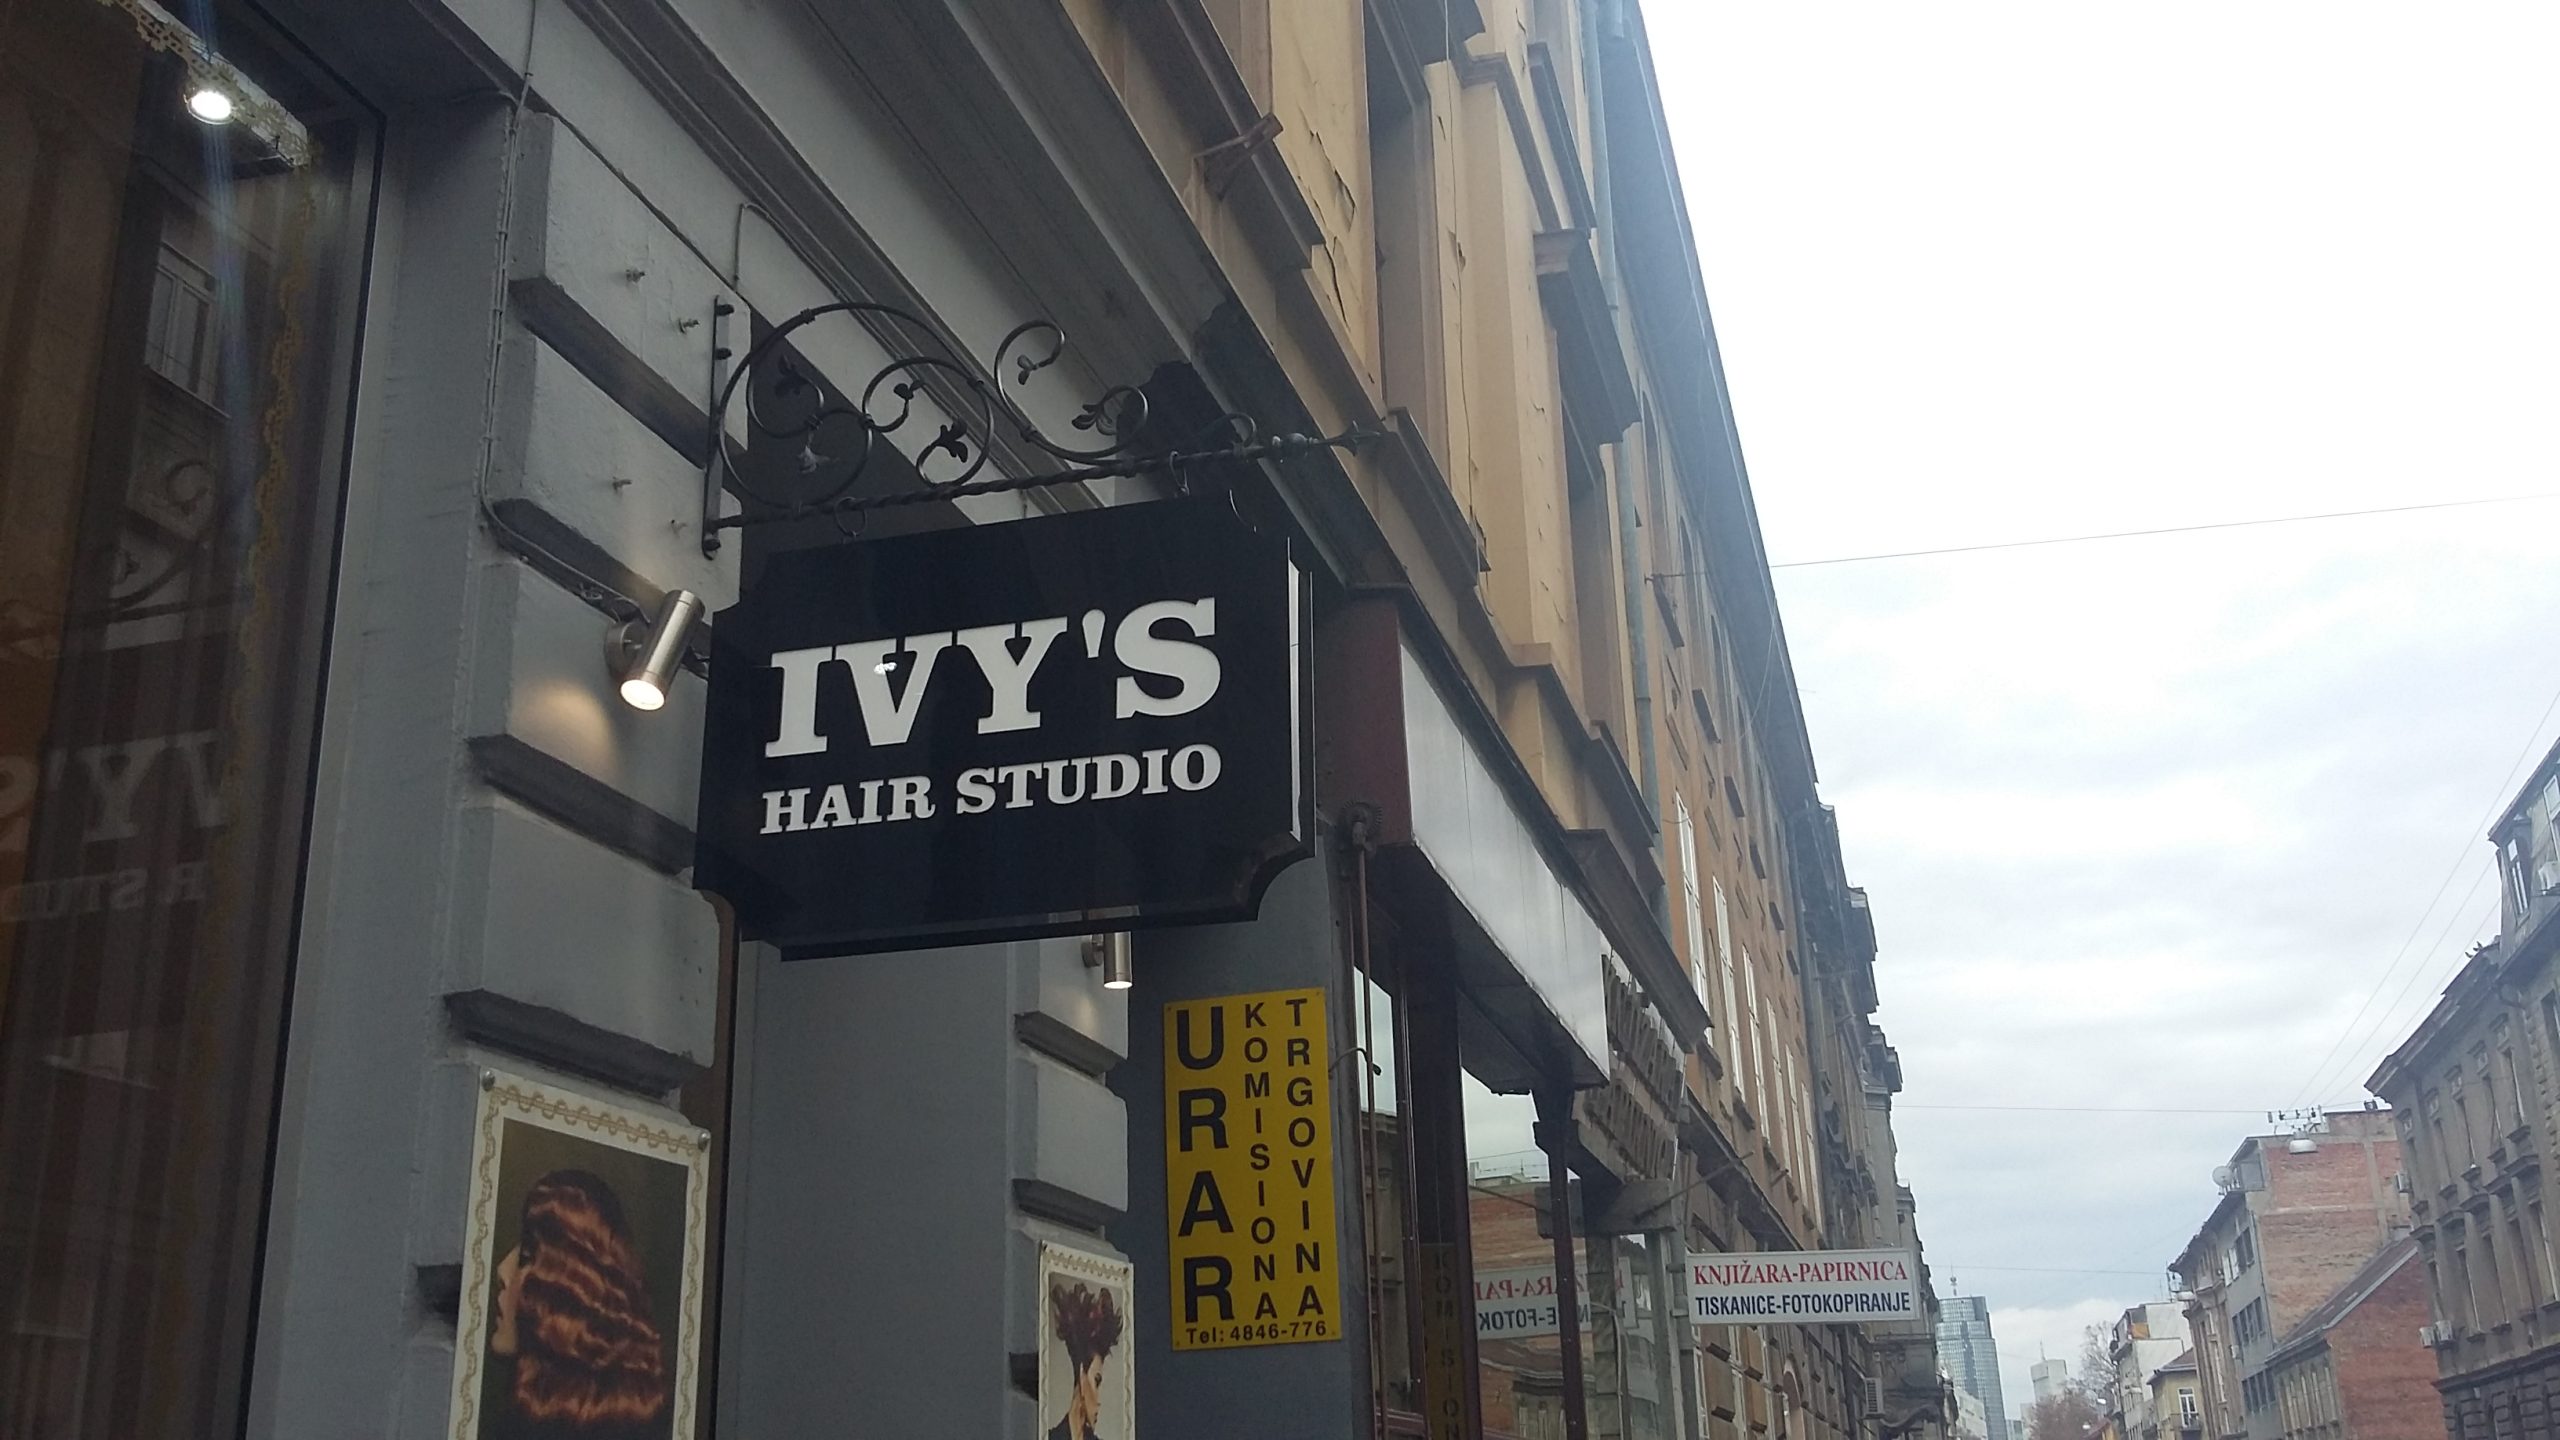 IVY'S
HAIR STUDIO
URAR
KOMISIONA
TRGOVINA
Tel: 4846-776
KNJIŽARA-PAPIRNICA
TISKANICE-FOTOKOPIRANJE